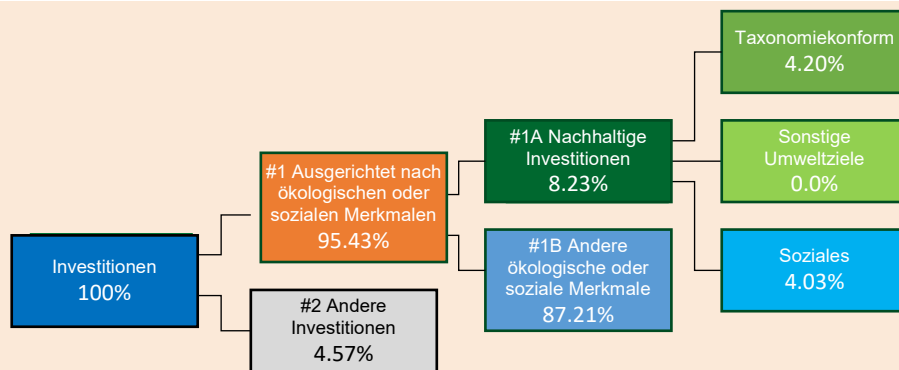 Taxonomiekonform
4.20%
#1A Nachhaltige
Investitionen
8.23%
Sonstige
Umweltziele
0.0%
#1 Ausgerichtet nach
ökologischen oder
sozialen Merkmalen
95.43%
Investitionen
100%
#1B Andere
ökologische oder
soziale Merkmale
87.21%
Soziales
4.03%
#2 Andere
Investitionen
4.57%